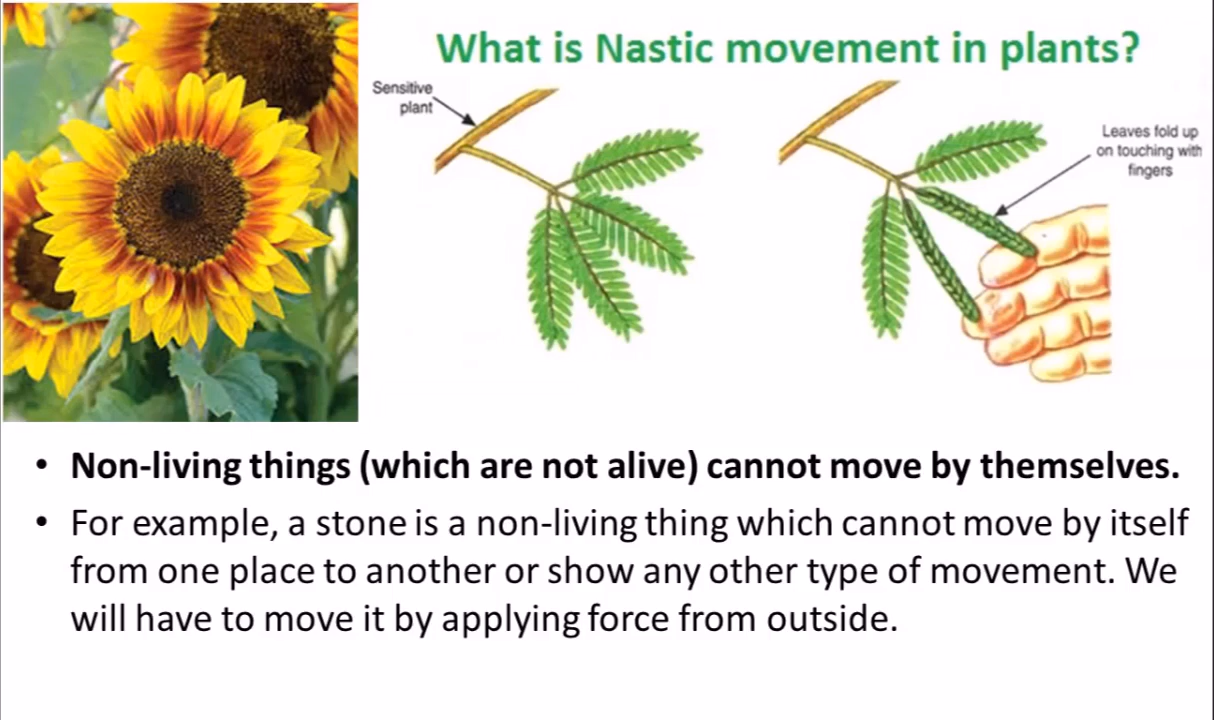 What is Nastic movement in plants?
Sensitive
plant
Leaves fold up
on touching with
fingers
• Non-living things (which are not alive) cannot move by themselves.
• For example, a stone is a non-living thing which cannot move by itself
from one place to another or show any other type of movement. We
will have to move it by applying force from outside.